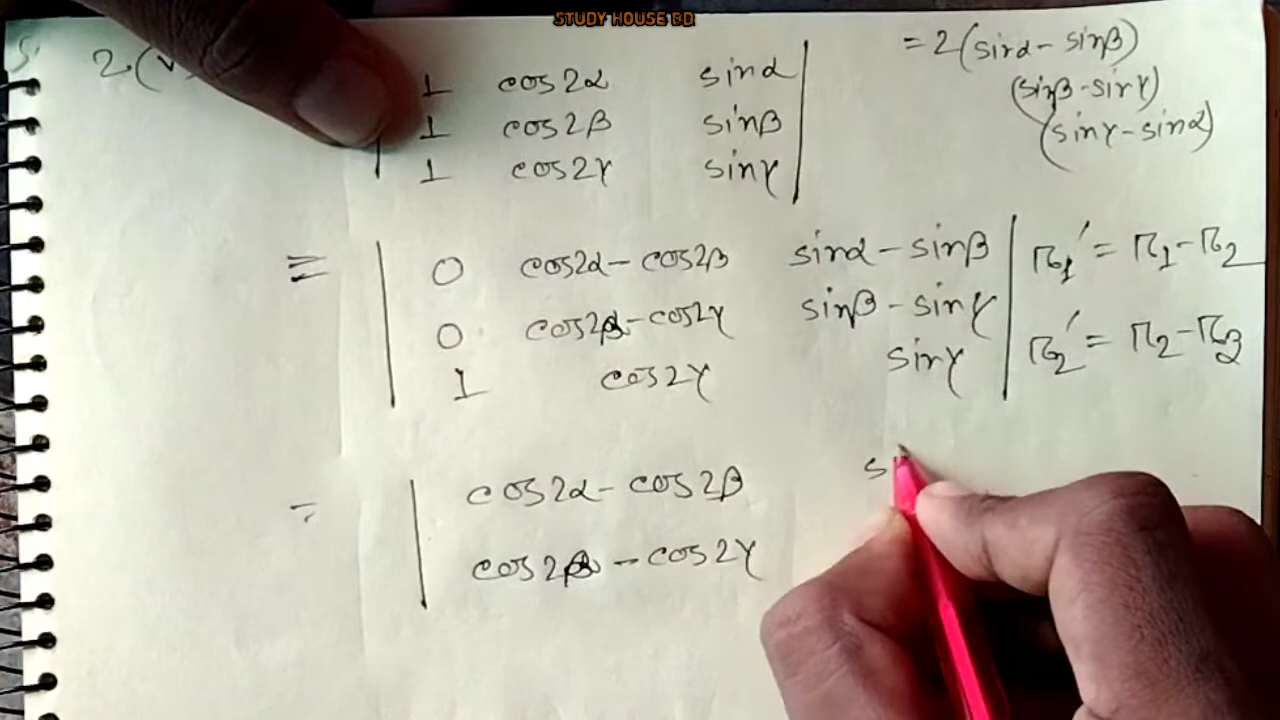 STUDY HOUSE BD
2.(
1 cos2α sinα = 2(sinα - sinβ)
1 cos2β sinβ (sinβ - sinγ)
1 cos2γ sinγ (sinγ - sinα)
= 0 cos2α - cos2β sinα - sinβ r₁′ = r₁ - r₂
0 cos2β - cos2γ sinβ - sinγ r₂′ = r₂ - r₃
1 cos2γ sinγ
= cos2α - cos2β s
cos2β - cos2γ